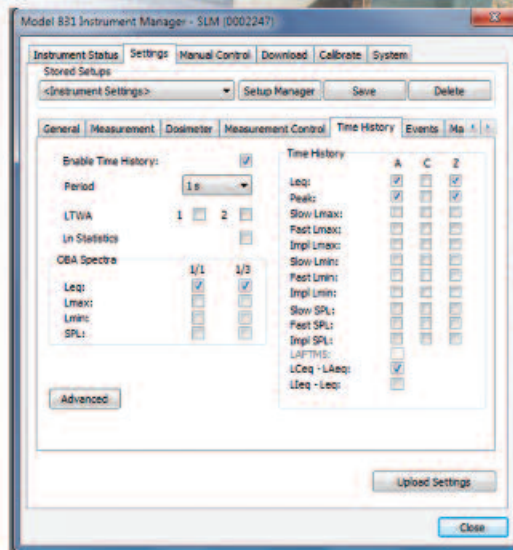 Model 831 Instrument Manager - SLM (0002247)
Instrument Status Settings Manual Control Download Calibrate System
Stored Setups
<Instrument Settings> Setup Manager Save Delete
General Measurement Dosimeter Measurement Control Time History Events Ma
Enable Time History:
Period 1 s
LTWA 1 2
Ln Statistics
OBA Spectra
1/1 1/3
Leq:
Lmax:
Lmin:
SPL:
Advanced
Time History
A C Z
Leq:
Peak:
Slow Lmax:
Fast Lmax:
Impl Lmax:
Slow Lmin:
Fast Lmin:
Impl Lmin:
Slow SPL:
Fast SPL:
Impl SPL:
LAFTM5:
LCeq - LAeq:
LIeq - Leq:
Upload Settings
Close